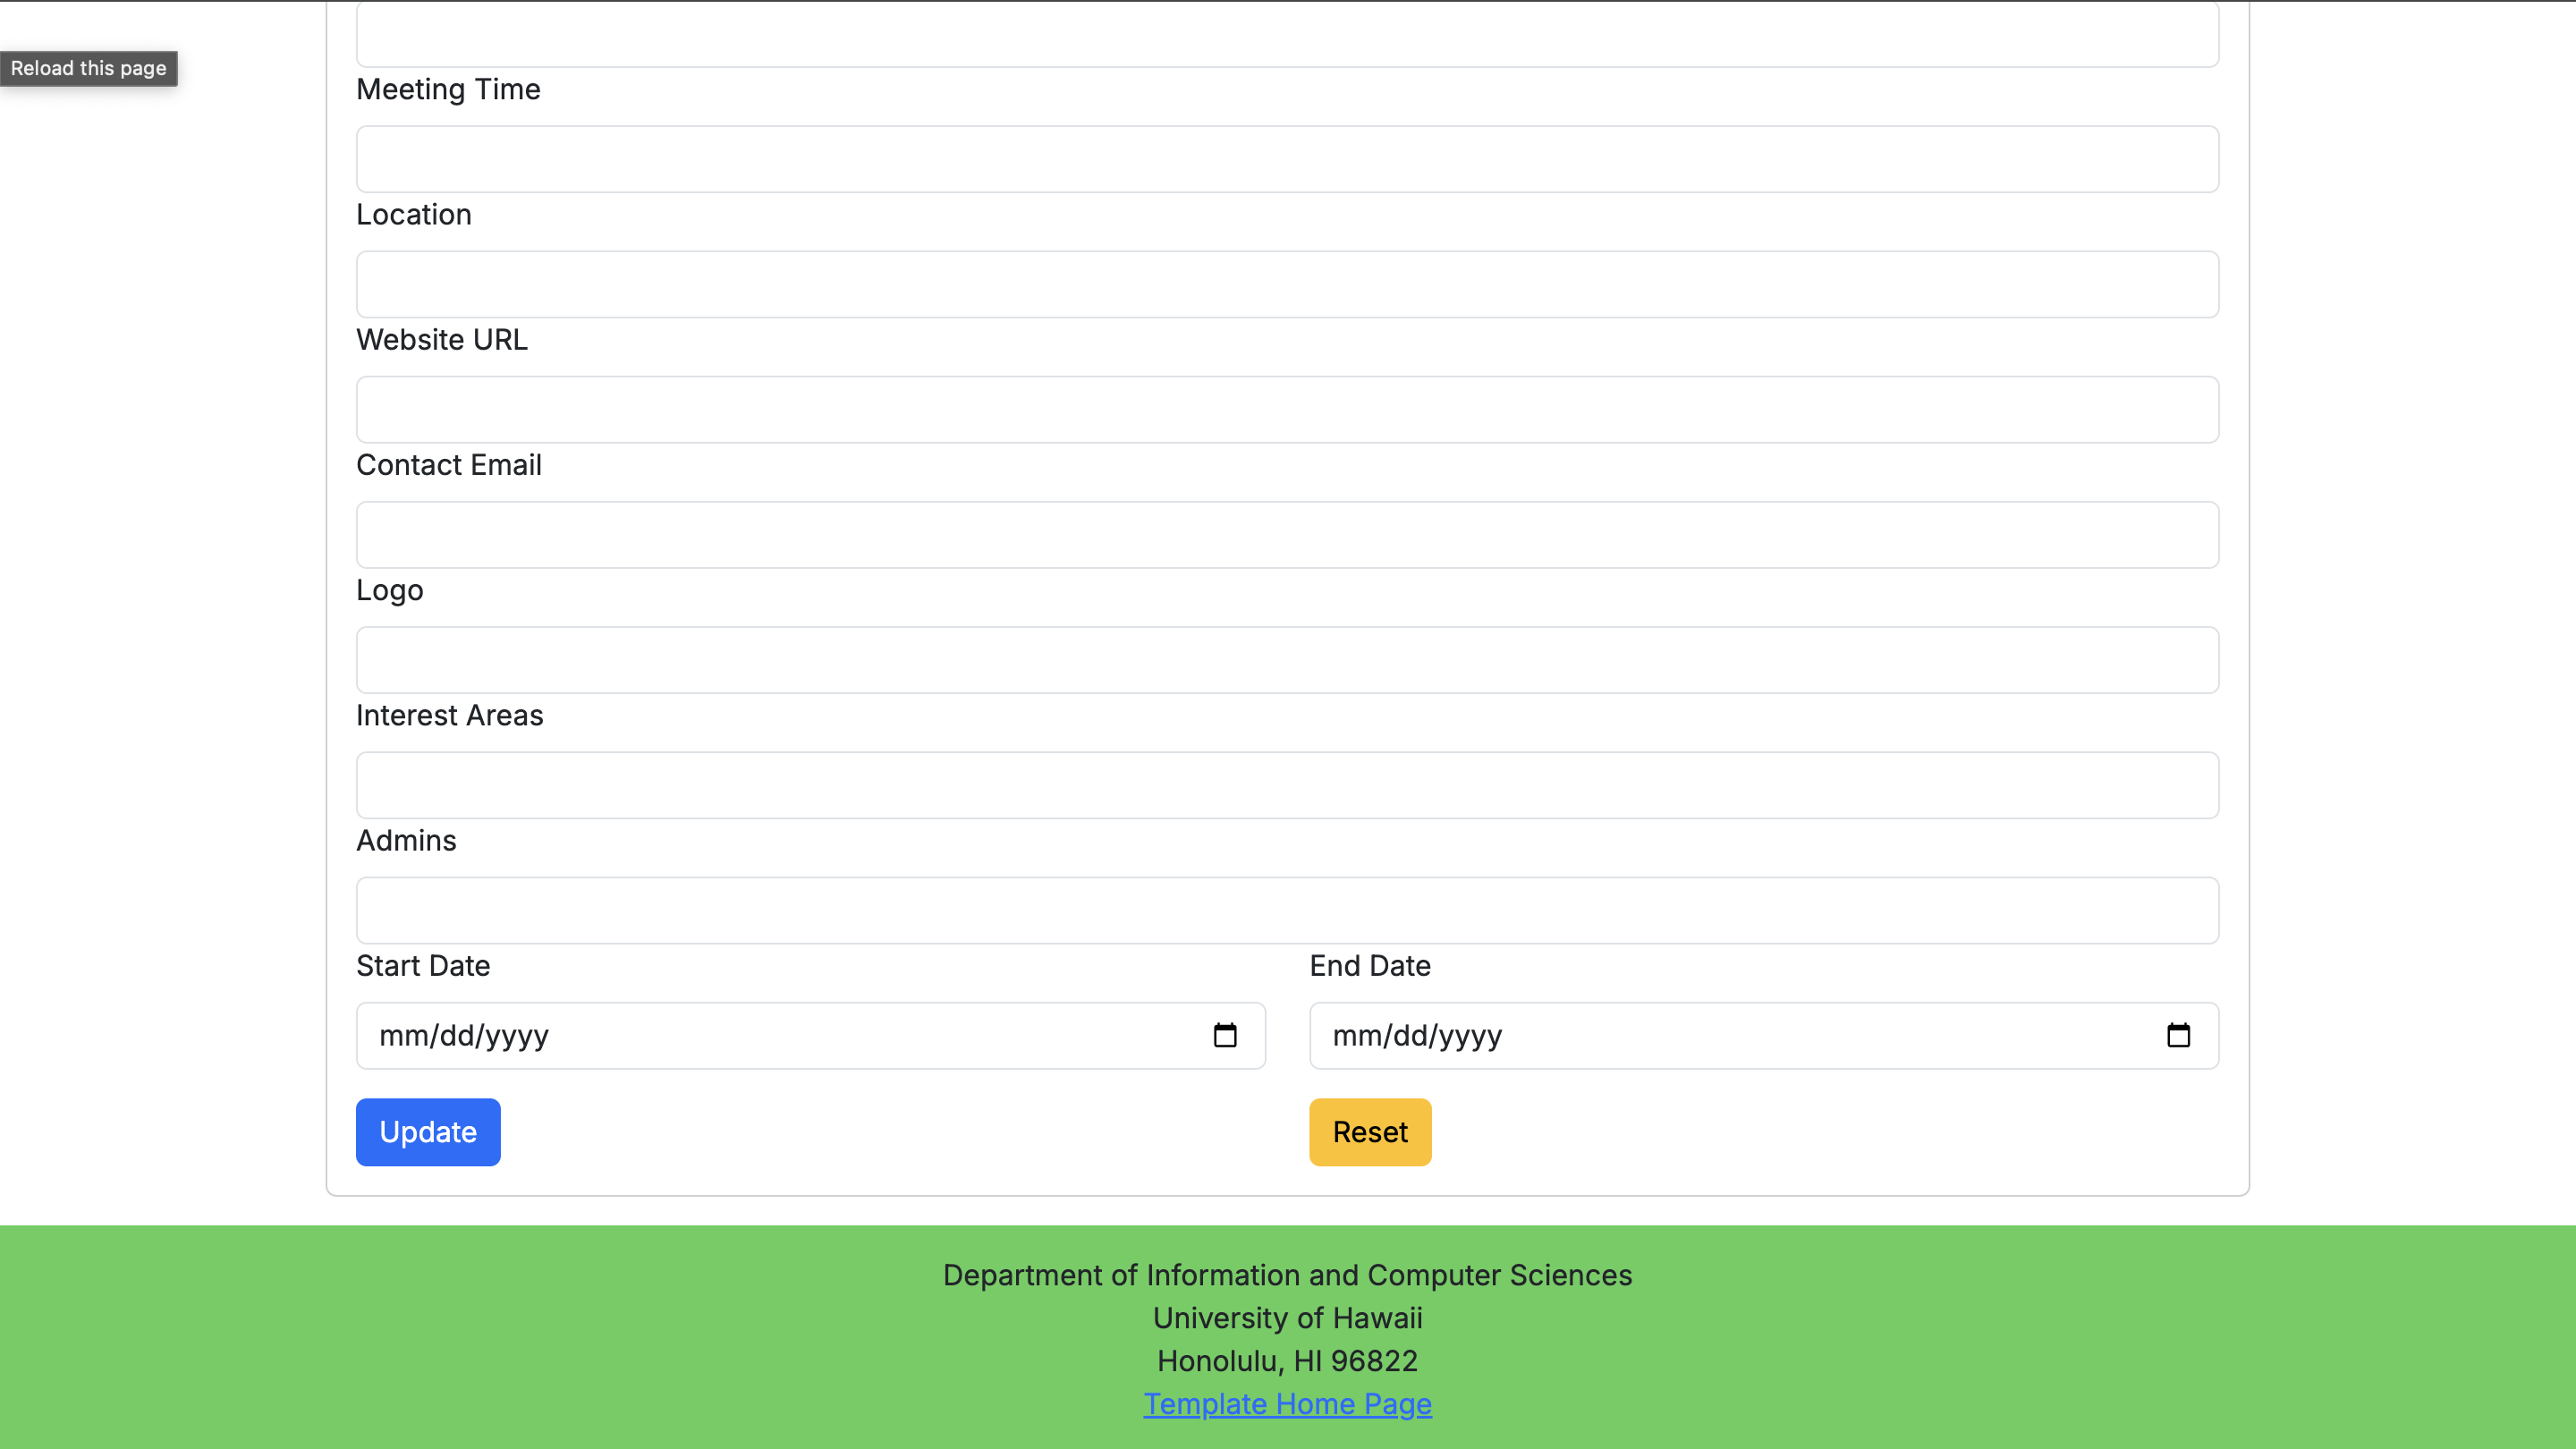 Reload this page
Meeting Time
Location
Website URL
Contact Email
Logo
Interest Areas
Admins
Start Date
End Date
mm/dd/yyyy
mm/dd/yyyy
Update
Reset
Department of Information and Computer Sciences
University of Hawaii
Honolulu, HI 96822
Template Home Page